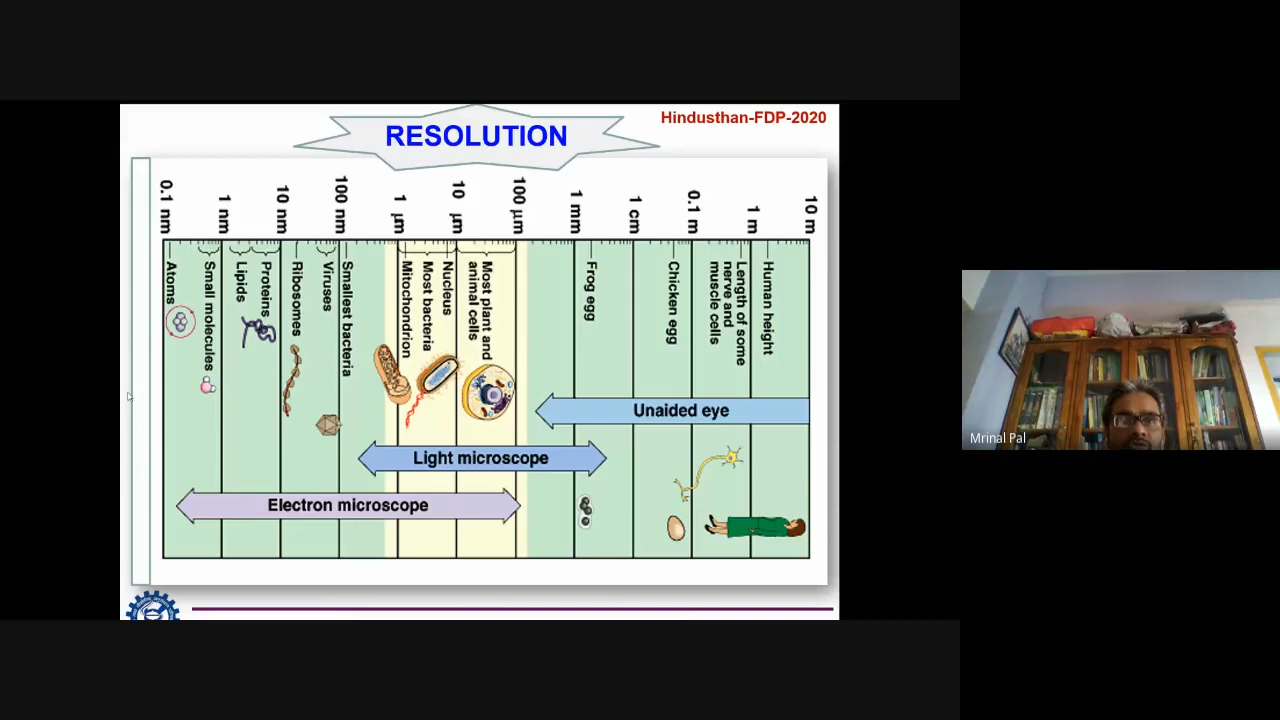 Hindusthan-FDP-2020
RESOLUTION
0.1 nm
1 nm
10 nm
100 nm
1 μm
10 μm
100 μm
1 mm
1 cm
0.1 m
1 m
10 m
Atoms
Small molecules
Lipids
Proteins
Ribosomes
Viruses
Smallest bacteria
Mitochondrion
Most bacteria
Nucleus
Most plant and
animal cells
Frog egg
Chicken egg
Length of some
nerve and
muscle cells
Human height
Unaided eye
Light microscope
Electron microscope
Mrinal Pal